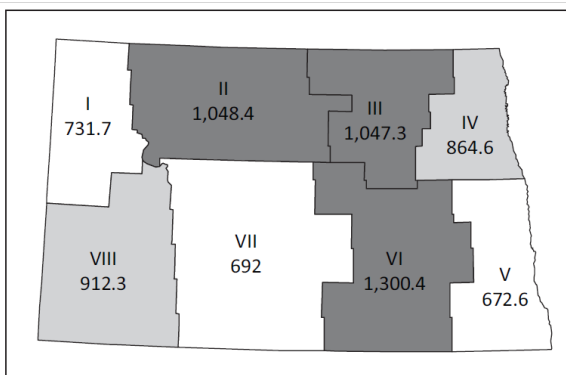 I
731.7
II
1,048.4
III
1,047.3
IV
864.6
VIII
912.3
VII
692
VI
1,300.4
V
672.6